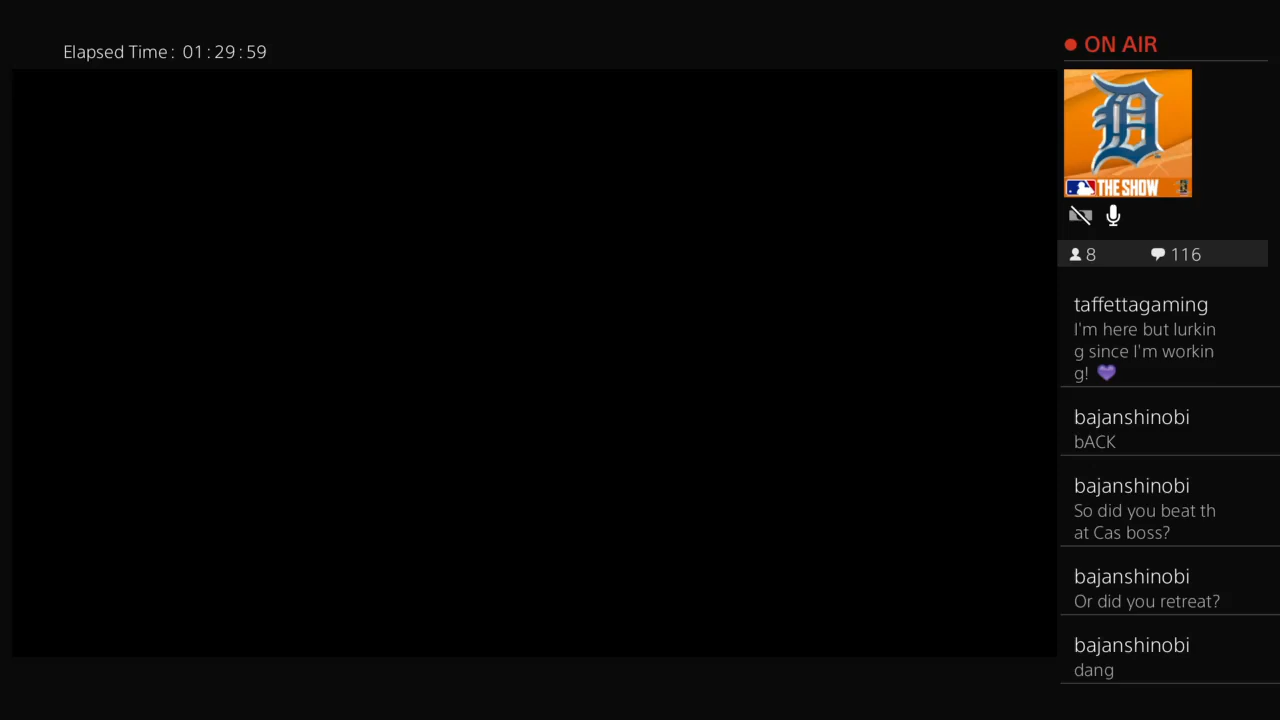 Elapsed Time: 01:29:59
ON AIR
D
THE SHOW
8 116
taffettagaming
I'm here but lurkin
g since I'm workin
g! 💜
bajanshinobi
bACK
bajanshinobi
So did you beat th
at Cas boss?
bajanshinobi
Or did you retreat?
bajanshinobi
dang